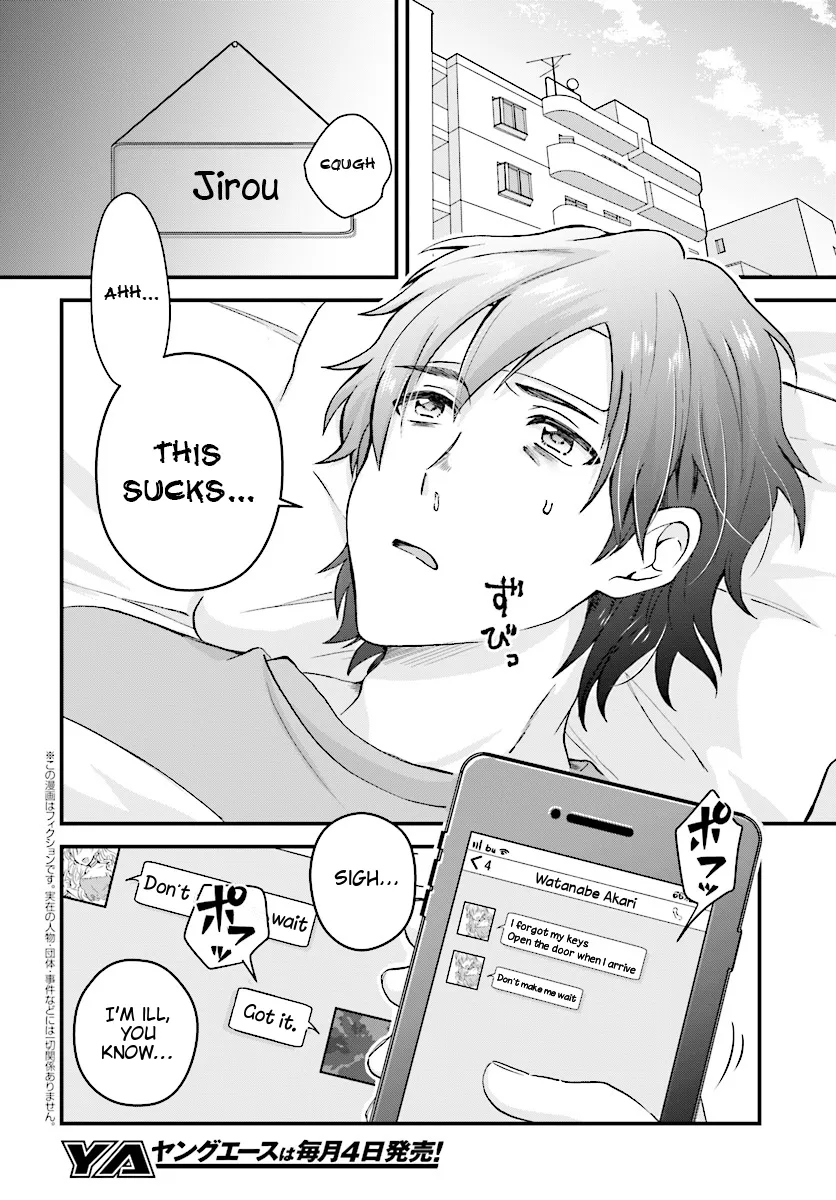 COUGH
Jirou
AHH...
THIS
SUCKS...
すびっ
bu
4
Watanabe Akari
I forgot my keys
Open the door when I arrive
Don't make me wait
ポフッ
SIGH...
Don't
wait
ポフッ
Got it.
I'M ILL,
YOU
KNOW...
※この漫画はフィクションです。実在の人物・団体・事件などには一切関係ありません。
YA ヤングエースは毎月4日発売!